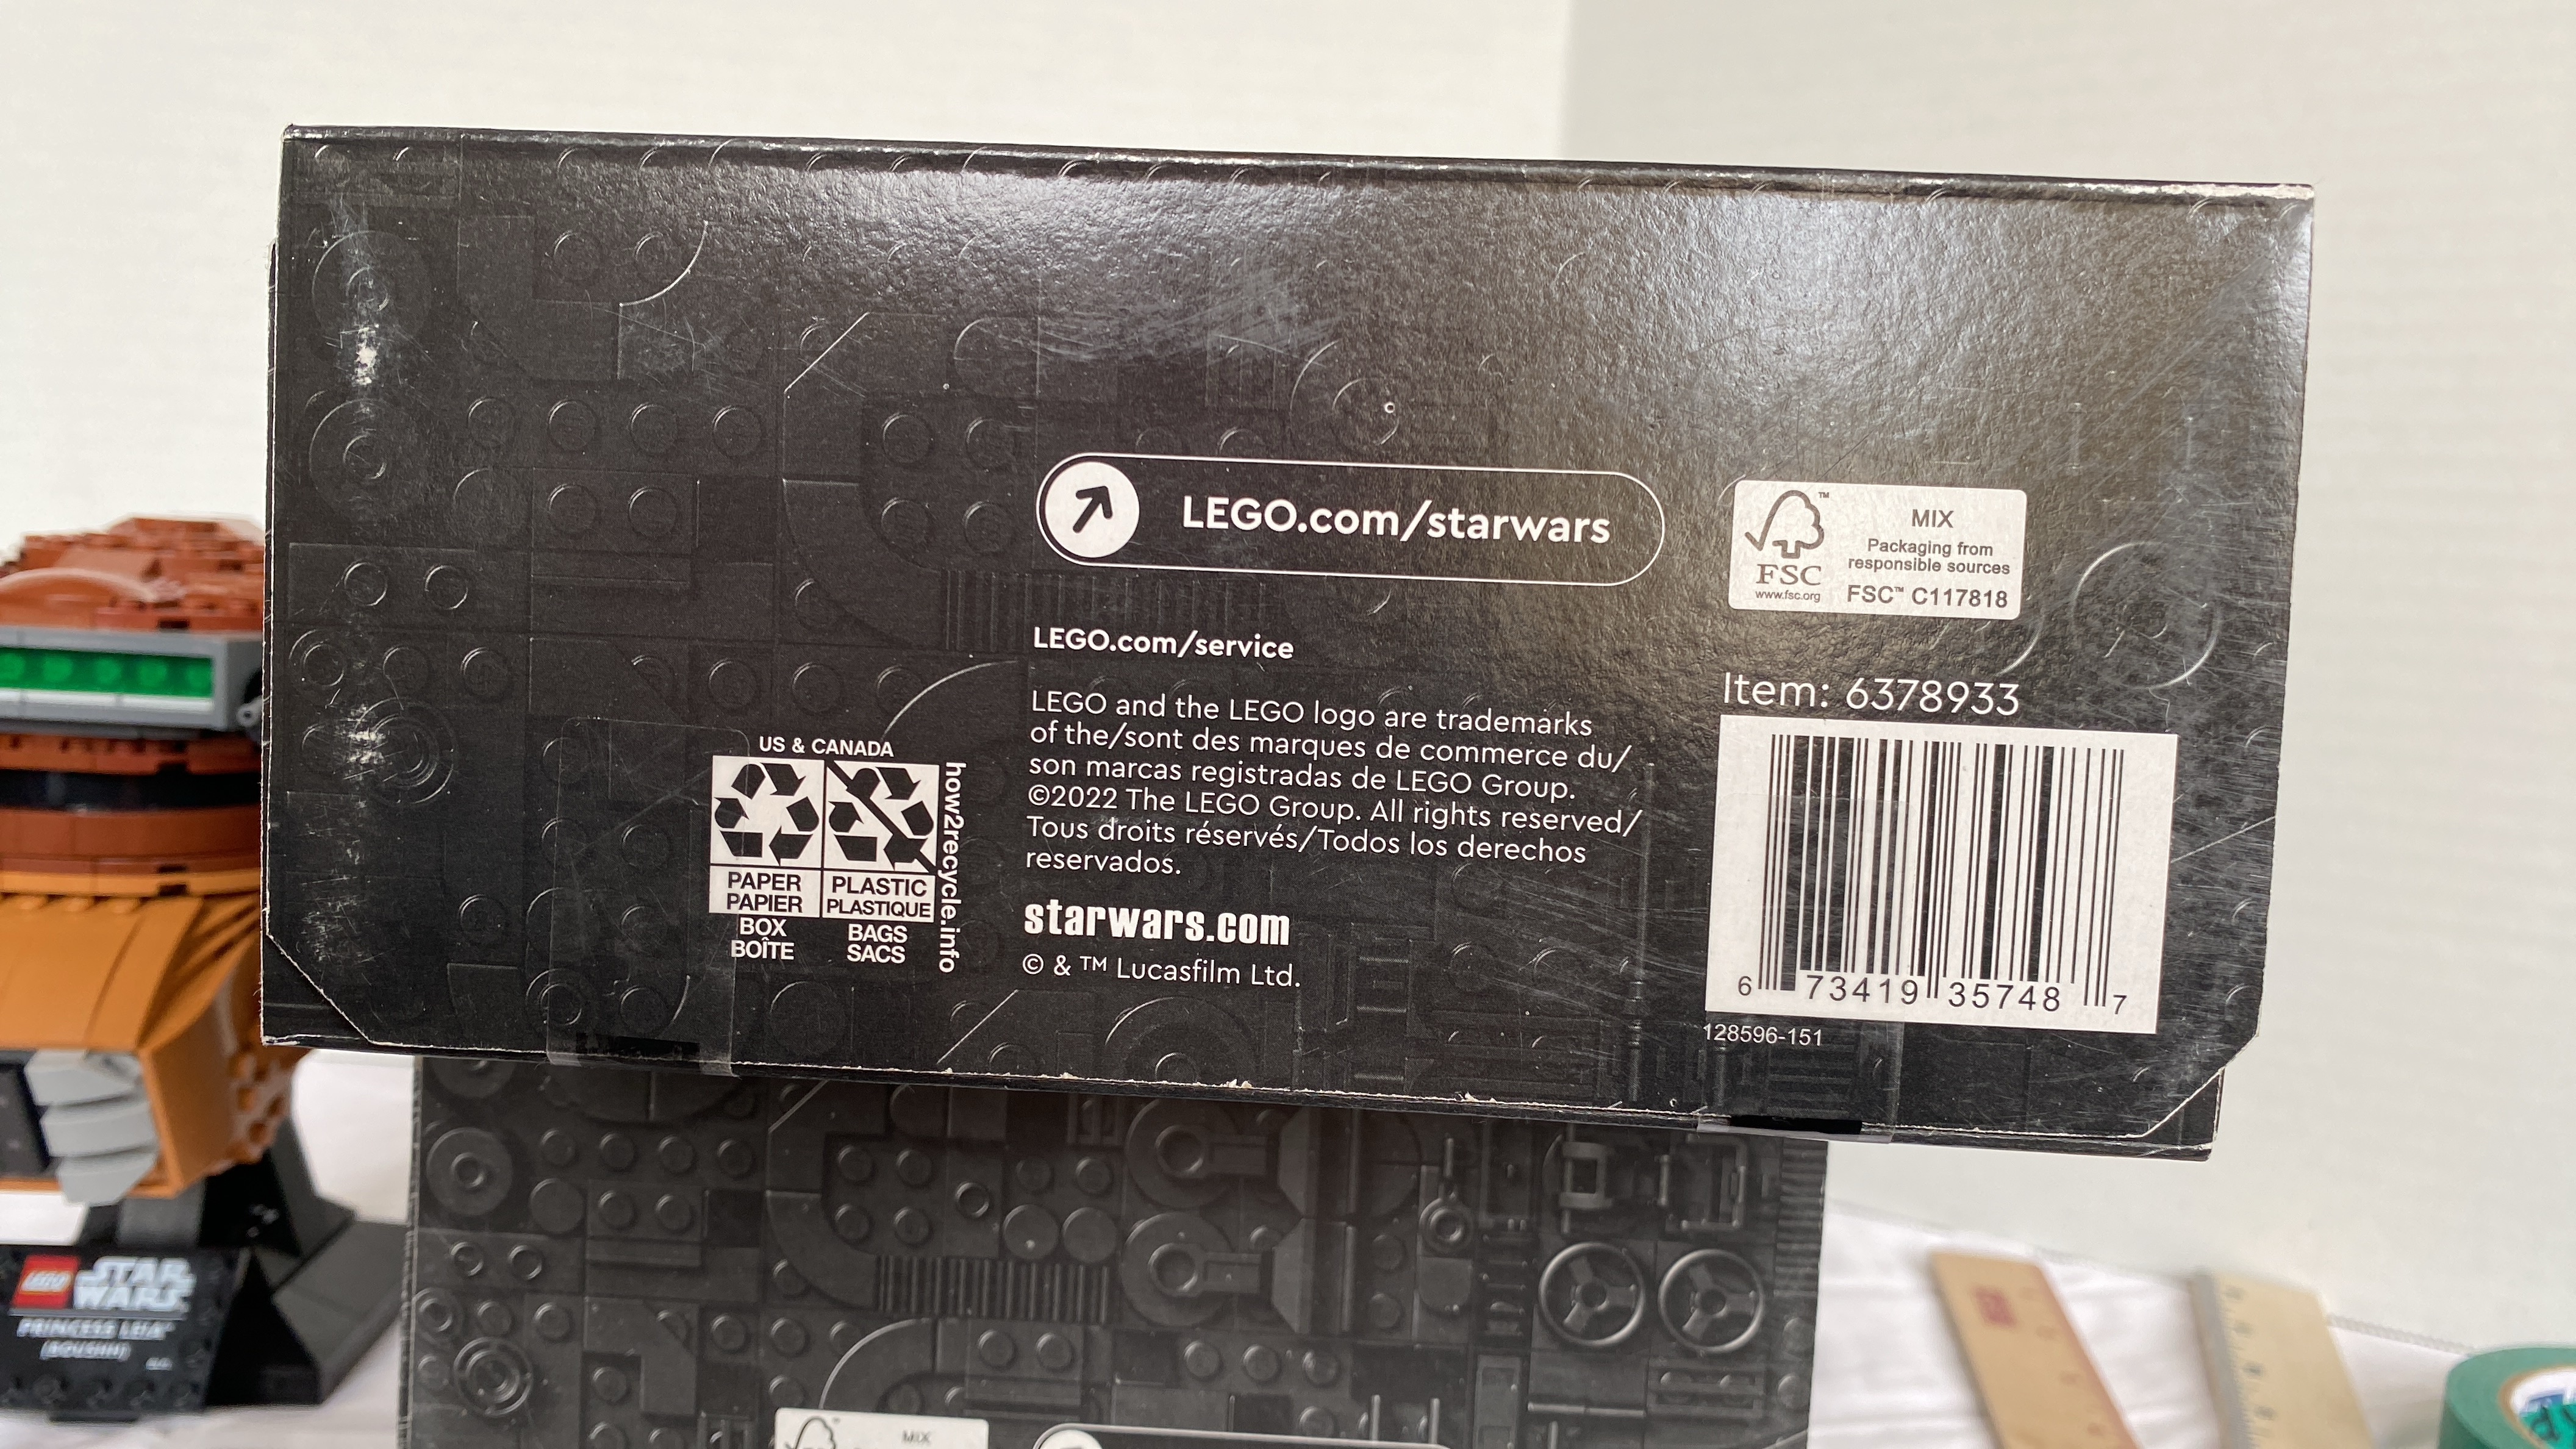 LEGO.com/starwars
MIX
Packaging from
responsible sources
FSC™ C117818
™
FSC
www.fsc.org
LEGO.com/service
LEGO and the LEGO logo are trademarks
of the/sont des marques de commerce du/
son marcas registradas de LEGO Group.
©2022 The LEGO Group. All rights reserved/
Tous droits réservés/Todos los derechos
reservados.
starwars.com
© & ™ Lucasfilm Ltd.
US & CANADA
PAPER
PAPIER
BOX
BOÎTE
PLASTIC
PLASTIQUE
BAGS
SACS
how2recycle.info
Item: 6378933
6 73419 35748 7
128596-151
LEGO
STAR
WARS
PRINCESS LEIA
(BOUSHH)
MIX